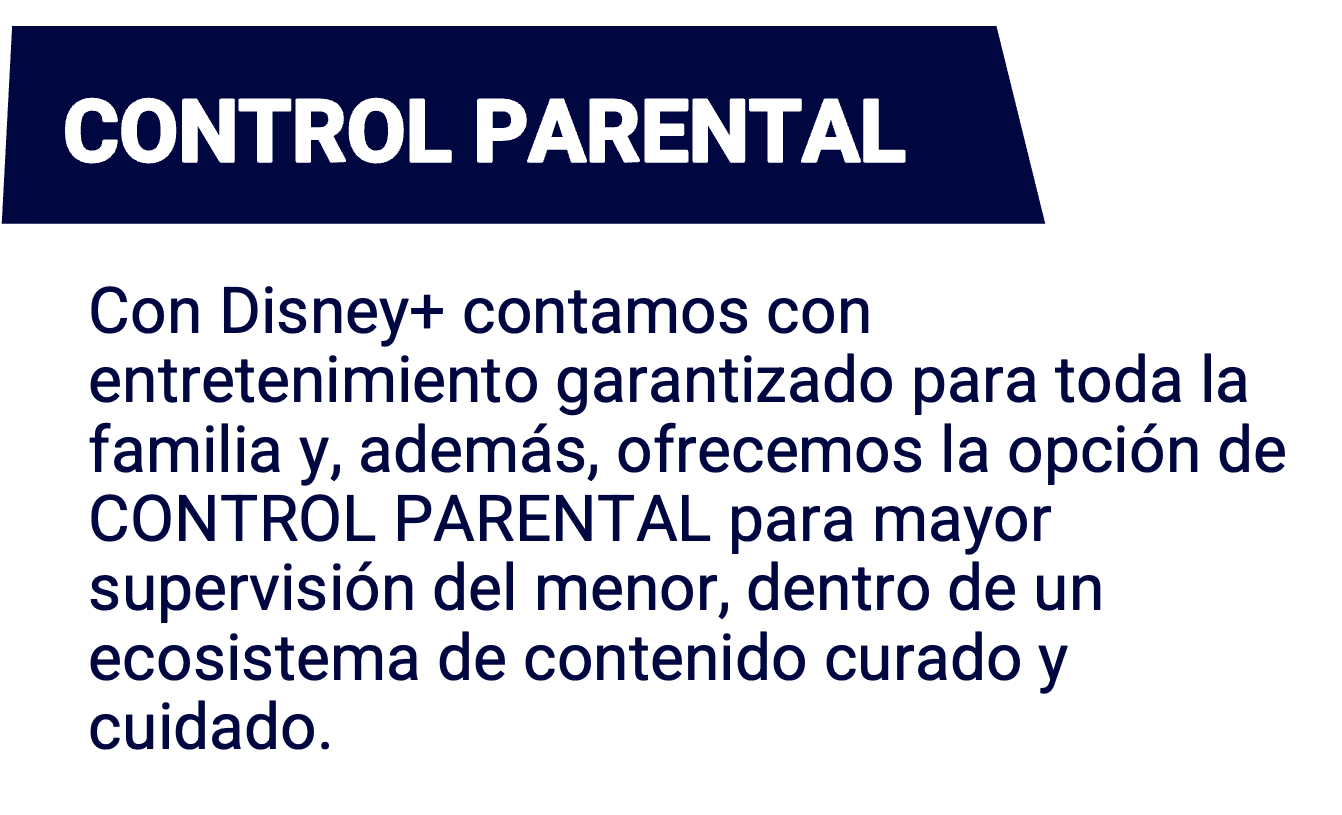 CONTROL PARENTAL
Con Disney+ contamos con
entretenimiento garantizado para toda la
familia y, además, ofrecemos la opción de
CONTROL PARENTAL para mayor
supervisión del menor, dentro de un
ecosistema de contenido curado y
cuidado.